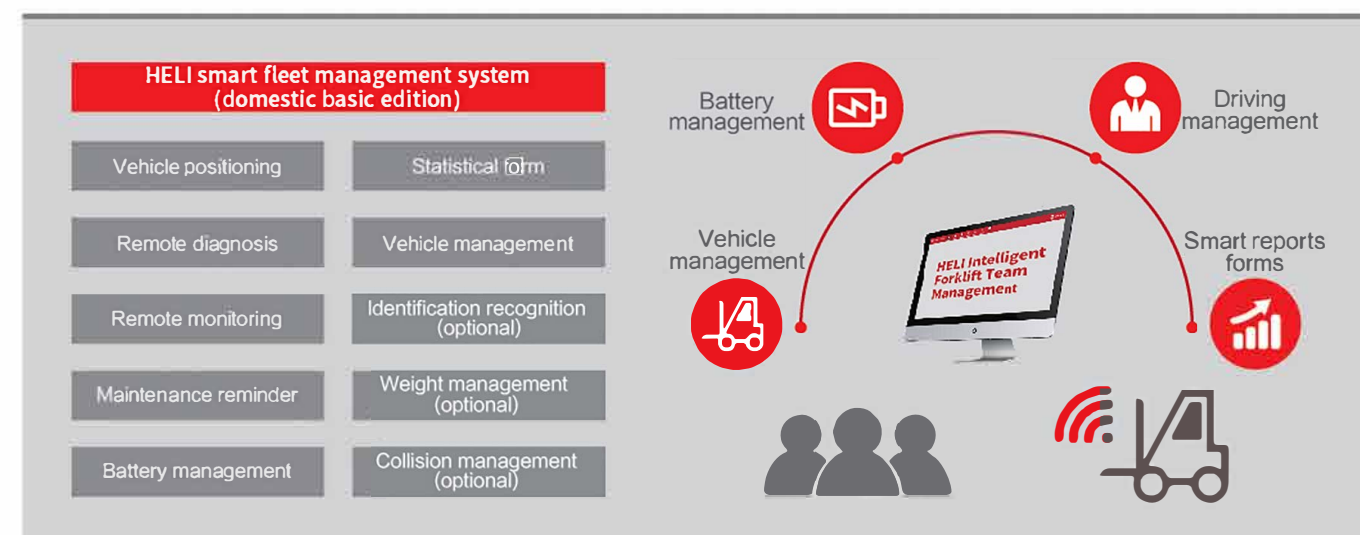 HELI smart fleet management system
(domestic basic edition)
Vehicle positioning
Statistical form
Remote diagnosis
Vehicle management
Remote monitoring
Identification recognition
(optional)
Maintenance reminder
Weight management
(optional)
Battery management
Collision management
(optional)
Battery
management
Driving
management
Vehicle
management
Smart reports
forms
HELI Intelligent
Forklift Team
Management